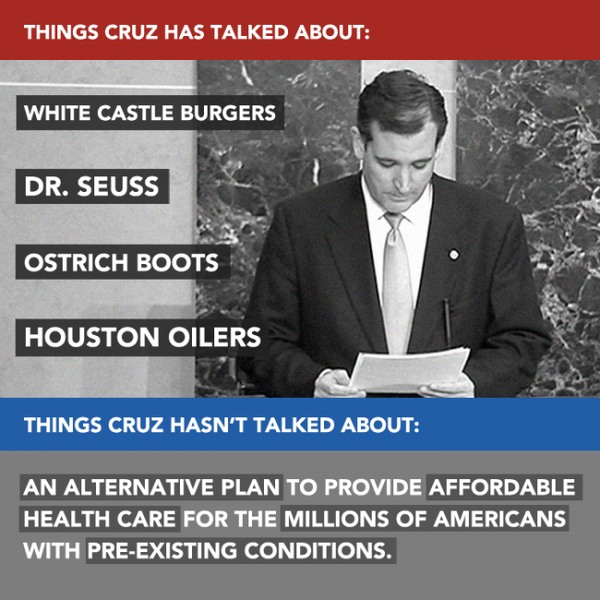 THINGS CRUZ HAS TALKED ABOUT:
WHITE CASTLE BURGERS
DR. SEUSS
OSTRICH BOOTS
HOUSTON OILERS
THINGS CRUZ HASN'T TALKED ABOUT:
AN ALTERNATIVE PLAN TO PROVIDE AFFORDABLE
HEALTH CARE FOR THE MILLIONS OF AMERICANS
WITH PRE-EXISTING CONDITIONS.